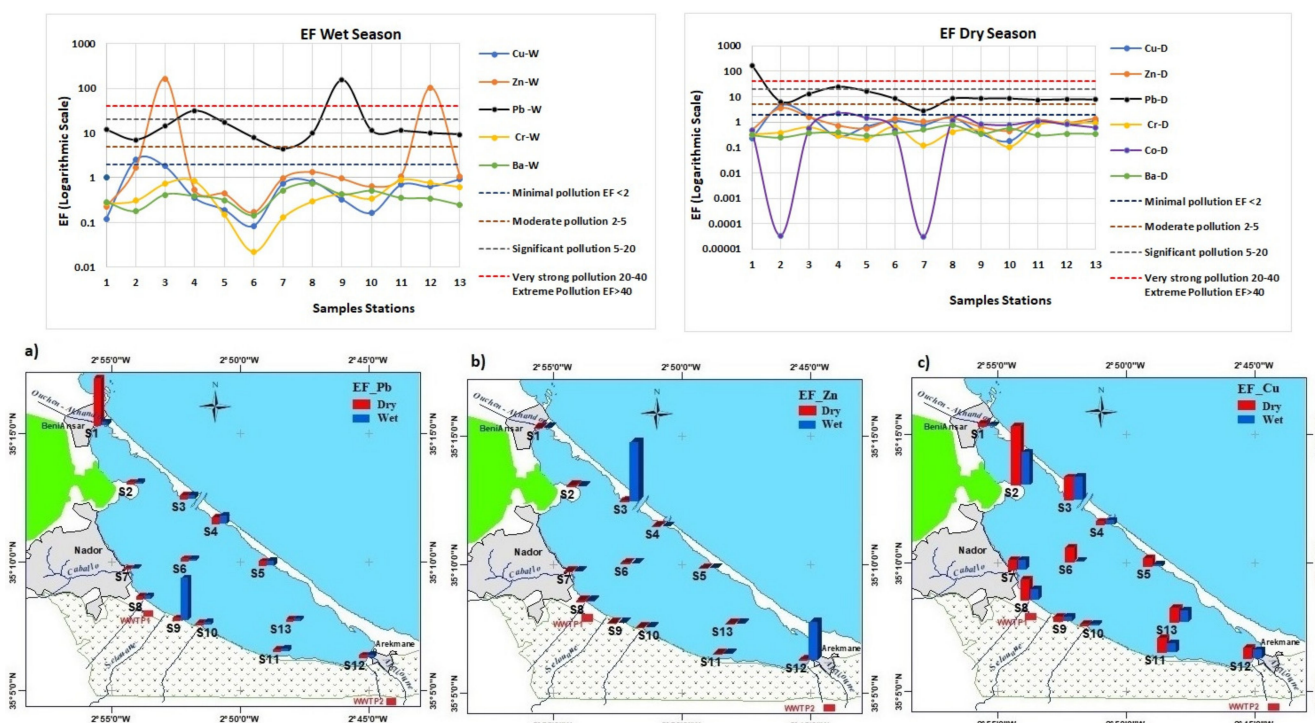 EF Wet Season
EF (Logarithmic Scale)
1000
100
10
1
0.1
0.01
1 2 3 4 5 6 7 8 9 10 11 12 13
Samples Stations
Cu-W
Zn-W
Pb-W
Cr-W
Ba-W
Minimal pollution EF <2
Moderate pollution 2-5
Significant pollution 5-20
Very strong pollution 20-40
Extreme Pollution EF>40
EF Dry Season
EF (Logarithmic Scale)
1000
100
10
1
0.1
0.01
0.001
0.0001
0.00001
1 2 3 4 5 6 7 8 9 10 11 12 13
Samples Stations
Cu-D
Zn-D
Pb-D
Cr-D
Co-D
Ba-D
Minimal pollution EF <2
Moderate pollution 2-5
Significant pollution 5-20
Very strong pollution 20-40
Extreme Pollution EF>40
a)
2°55'0"W 2°50'0"W 2°45'0"W
N
EF_Pb
Dry
Wet
BeniAnsar
35°15'0"N
35°10'0"N
35°5'0"N
S1
S2
S3
S4
Nador
Caballo
S5
S6
S7
S8
WWTP1
S9
S10
S13
Selouane
S11
Arekmane
S12
WWTP2
b)
2°55'0"W 2°50'0"W 2°45'0"W
N
EF_Zn
Dry
Wet
BeniAnsar
35°15'0"N
35°10'0"N
35°5'0"N
S1
S2
S3
S4
Nador
Caballo
S5
S6
S7
S8
WWTP1
S9
S10
S13
Selouane
S11
Arekmane
S12
WWTP2
c)
2°55'0"W 2°50'0"W 2°45'0"W
N
EF_Cu
Dry
Wet
BeniAnsar
35°15'0"N
35°10'0"N
35°5'0"N
S1
S2
S3
S4
Nador
Caballo
S5
S6
S7
S8
WWTP1
S9
S10
S13
Selouane
S11
Arekmane
S12
WWTP2